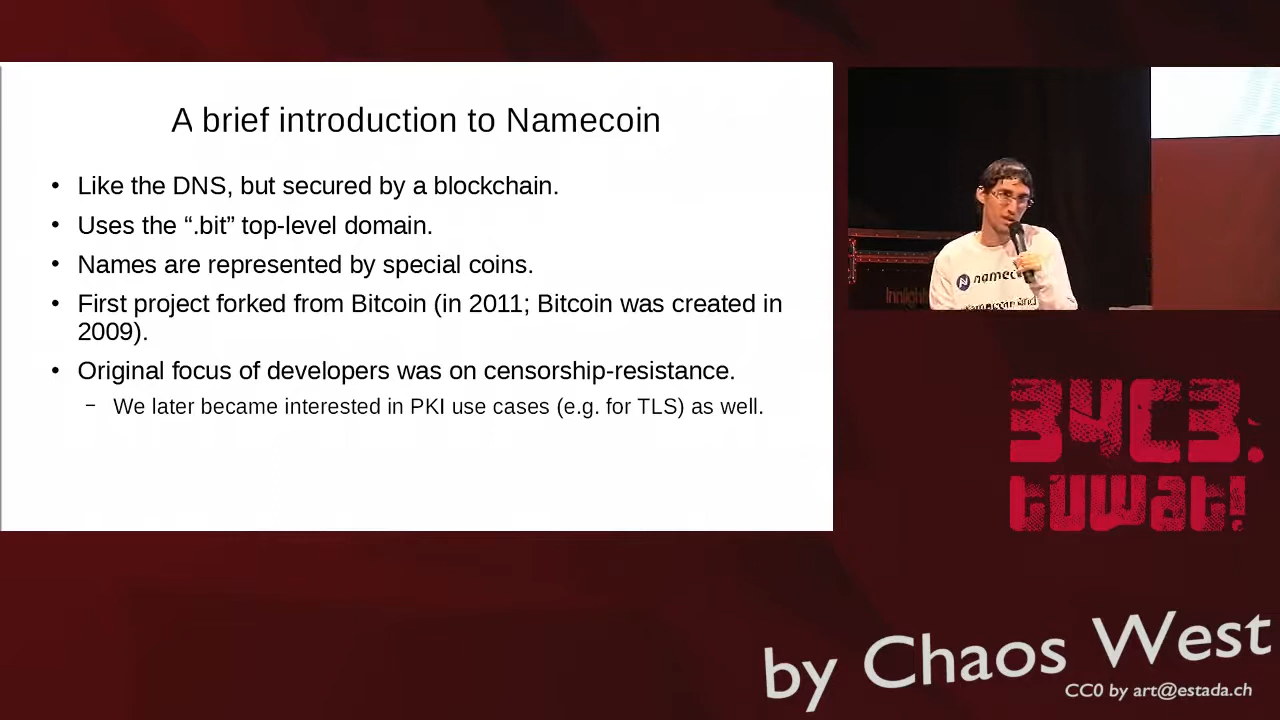 A brief introduction to Namecoin
• Like the DNS, but secured by a blockchain.
• Uses the “.bit” top-level domain.
• Names are represented by special coins.
• First project forked from Bitcoin (in 2011; Bitcoin was created in
2009).
• Original focus of developers was on censorship-resistance.
– We later became interested in PKI use cases (e.g. for TLS) as well.
N namec
34C3:
tuwat!
by Chaos West
CC0 by art@estada.ch